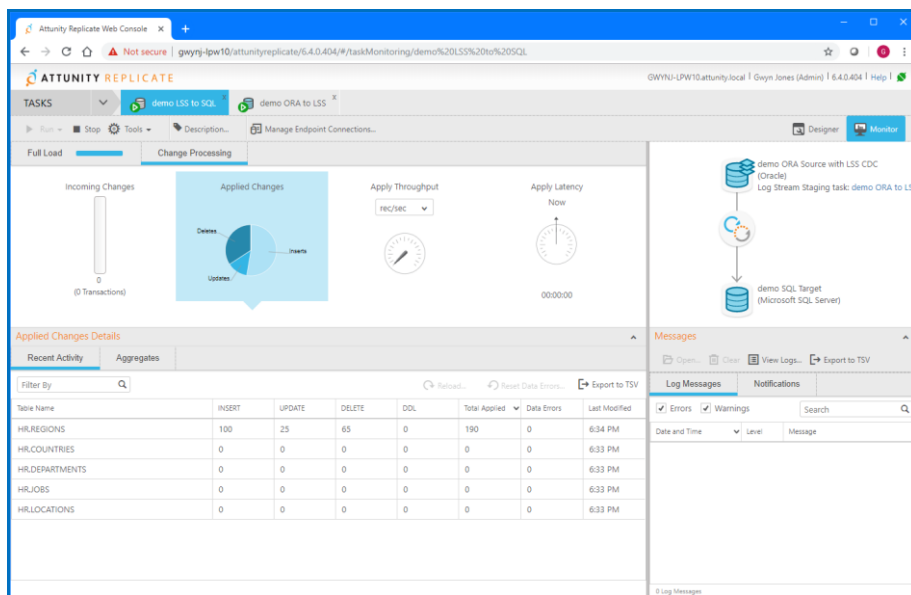 Attunity Replicate Web Console
Not secure | gwynj-lpw10/attunityreplicate/6.4.0.404/#/taskMonitoring/demo%20LSS%20to%20SQL
G
ATTUNITY REPLICATE
GWYNJ-LPW10.attunity.local | Gwyn Jones (Admin) | 6.4.0.404 | Help |
TASKS
demo LSS to SQL
demo ORA to LSS
Run
Stop
Tools
Description...
Manage Endpoint Connections...
Designer
Monitor
Full Load
Change Processing
Incoming Changes
0
(0 Transactions)
Applied Changes
Deletes
Inserts
Updates
Apply Throughput
rec/sec
Apply Latency
Now
00:00:00
demo ORA Source with LSS CDC
(Oracle)
Log Stream Staging task: demo ORA to LS
demo SQL Target
(Microsoft SQL Server)
Applied Changes Details
Recent Activity
Aggregates
Filter By
Reload...
Reset Data Errors...
Export to TSV
Table Name INSERT UPDATE DELETE DDL Total Applied Data Errors Last Modified
HR.REGIONS 100 25 65 0 190 0 6:34 PM
HR.COUNTRIES 0 0 0 0 0 0 6:33 PM
HR.DEPARTMENTS 0 0 0 0 0 0 6:33 PM
HR.JOBS 0 0 0 0 0 0 6:33 PM
HR.LOCATIONS 0 0 0 0 0 0 6:33 PM
Messages
Open...
Clear
View Logs...
Export to TSV
Log Messages
Notifications
Errors
Warnings
Search
Date and Time Level Message
0 Log Messages